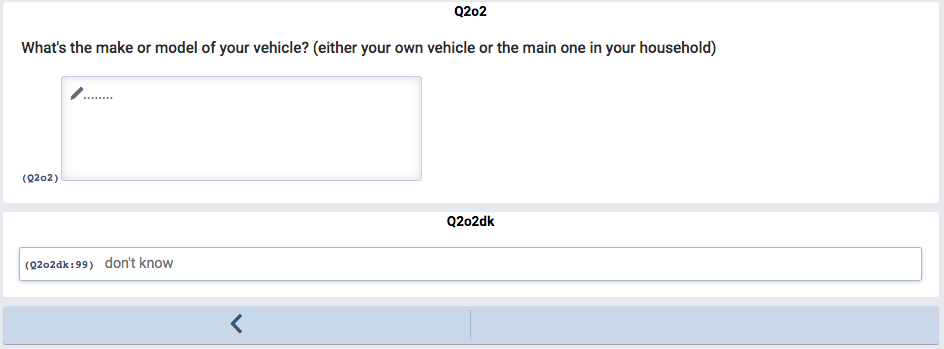 Q2o2
What's the make or model of your vehicle? (either your own vehicle or the main one in your household)
........
(Q2o2)
Q2o2dk
(Q2o2dk:99) don't know